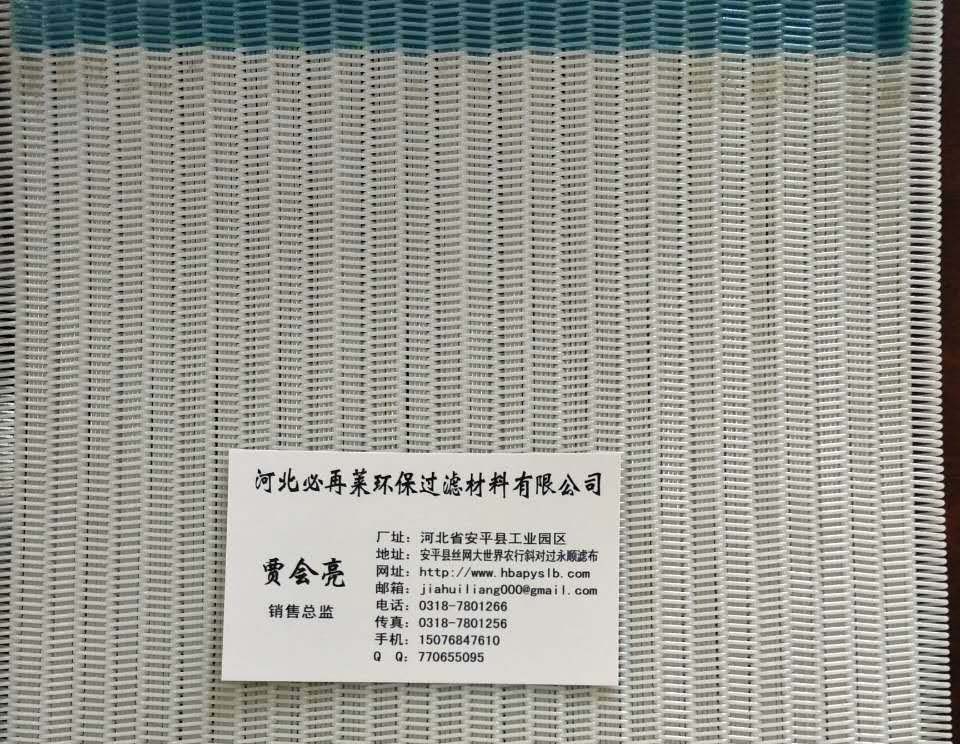 河北必再莱环保过滤材料有限公司
贾会亮
销售总监
厂址：河北省安平县工业园区
地址：安平县丝网大世界农行斜对过永顺滤布
网址：http://www.hbapyslb.com
邮箱：jiahuiliang000@gmail.com
电话：0318-7801266
传真：0318-7801256
手机：15076847610
Q Q：770655095